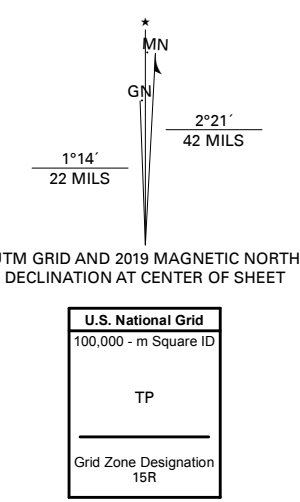 ★
MN
GN
2°21´
42 MILS
1°14´
22 MILS
UTM GRID AND 2019 MAGNETIC NORTH
DECLINATION AT CENTER OF SHEET
U.S. National Grid
100,000 - m Square ID
TP
Grid Zone Designation
15R